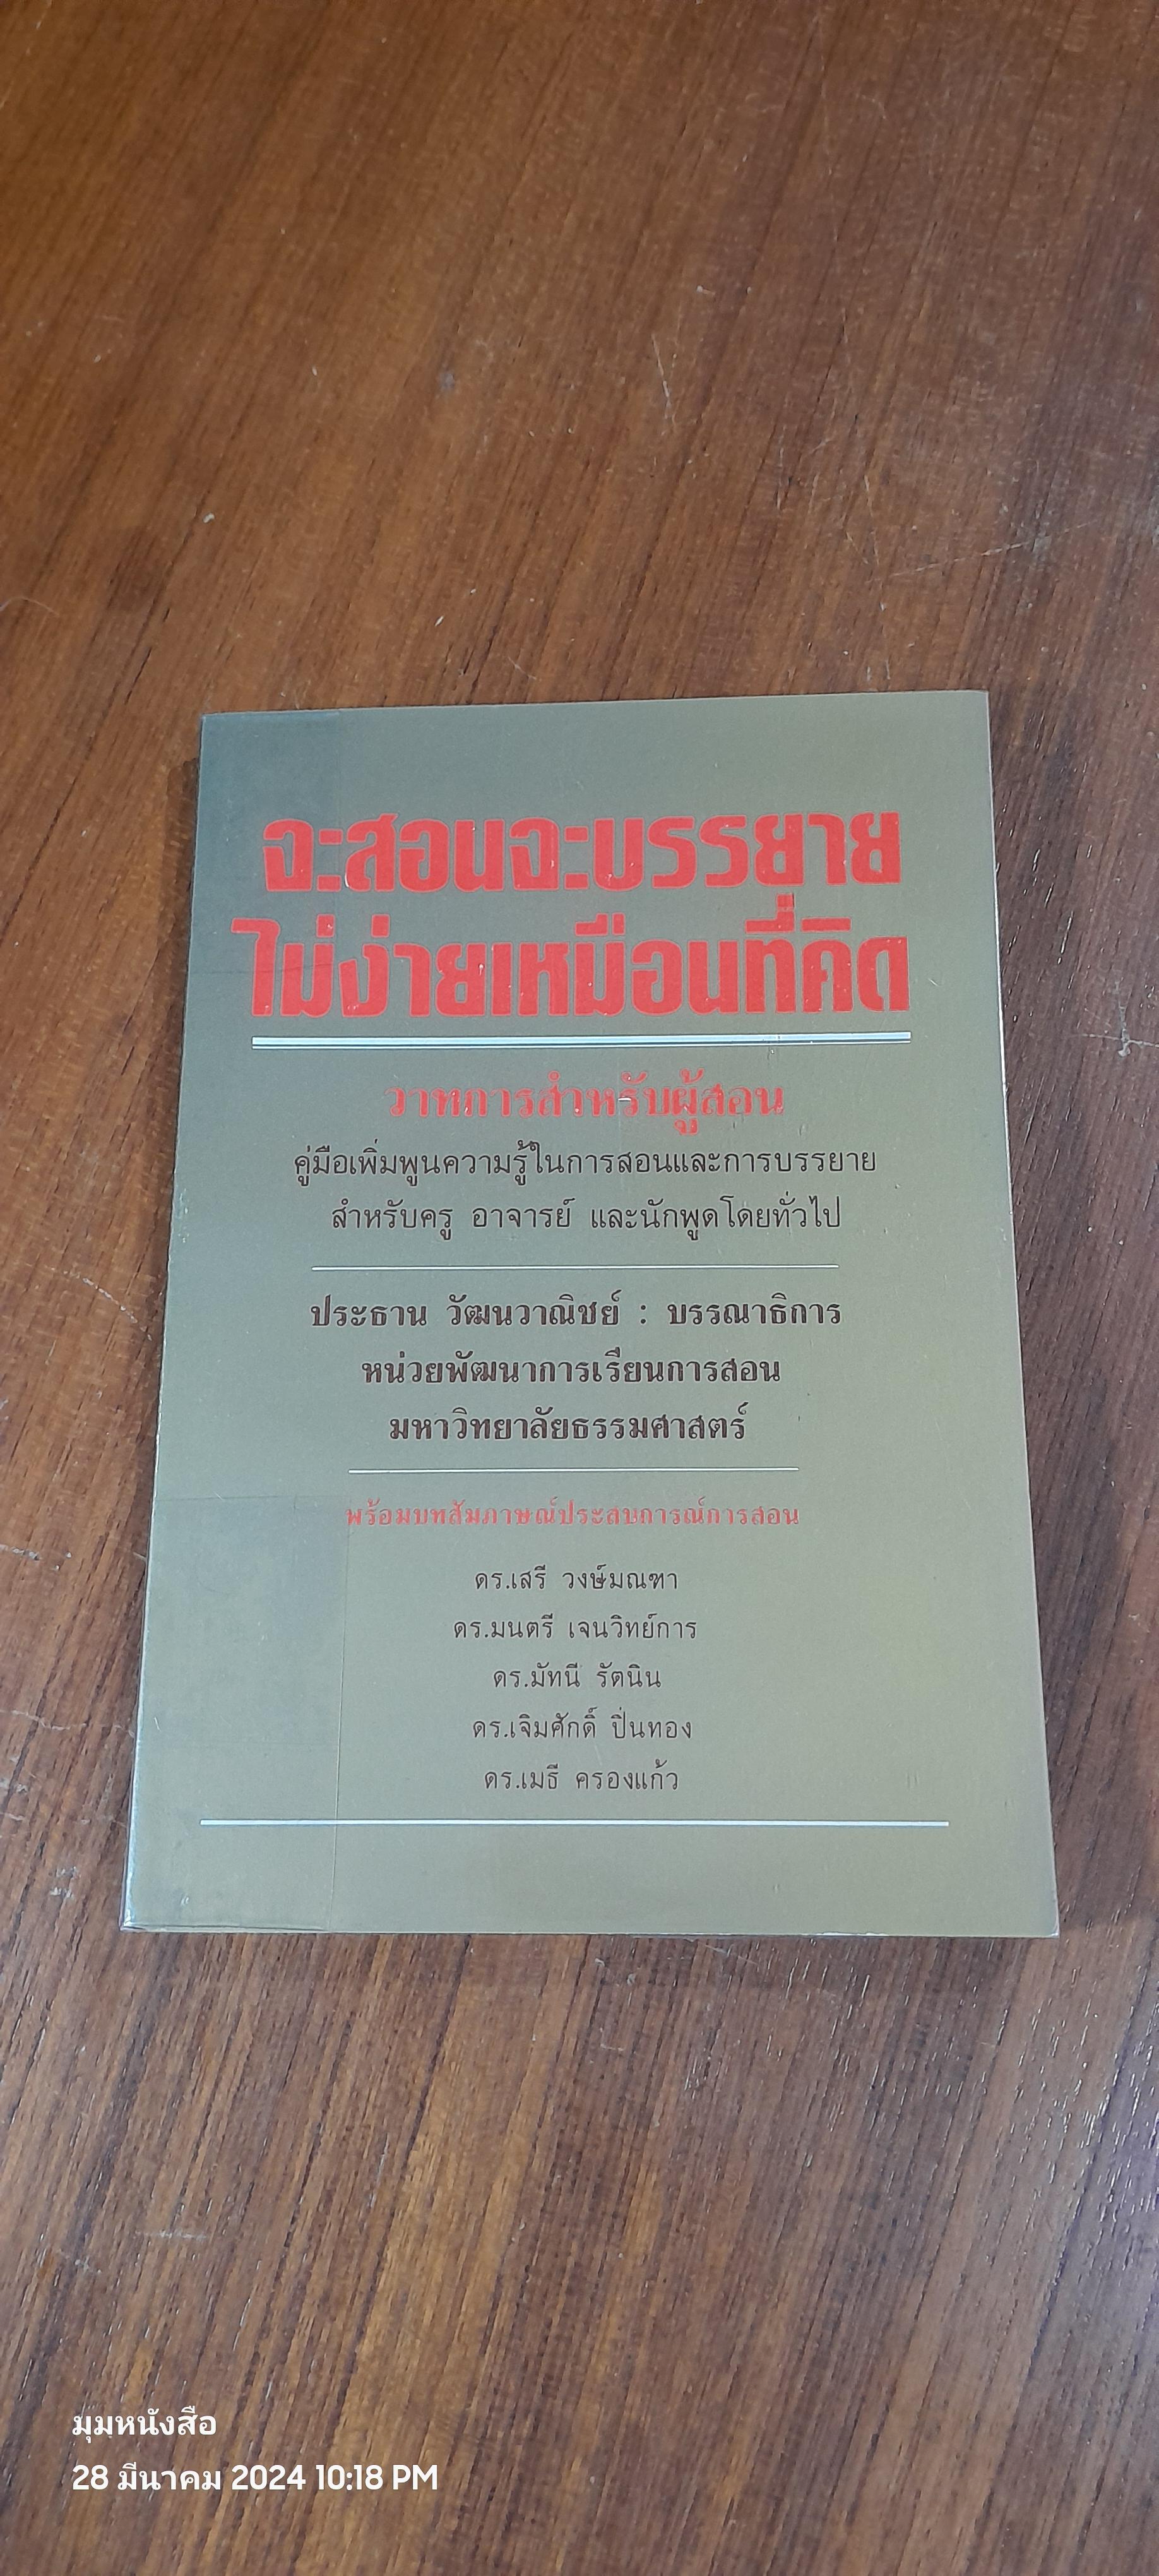 จะสอนจะบรรยาย
ไม่ง่ายเหมือนที่คิด
วาทการสำหรับผู้สอน
คู่มือเพิ่มพูนความรู้ในการสอนและการบรรยาย
สำหรับครู อาจารย์ และนักพูดโดยทั่วไป
ประธาน วัฒนวาณิชย์ : บรรณาธิการ
หน่วยพัฒนาการเรียนการสอน
มหาวิทยาลัยธรรมศาสตร์
พร้อมบทสัมภาษณ์ประสบการณ์การสอน
ดร.เสรี วงษ์มณฑา
ดร.มนตรี เจนวิทย์การ
ดร.มัทนี รัตนิน
ดร.เจิมศักดิ์ ปิ่นทอง
ดร.เมธี ครองแก้ว
มุมหนังสือ
28 มีนาคม 2024 10:18 PM